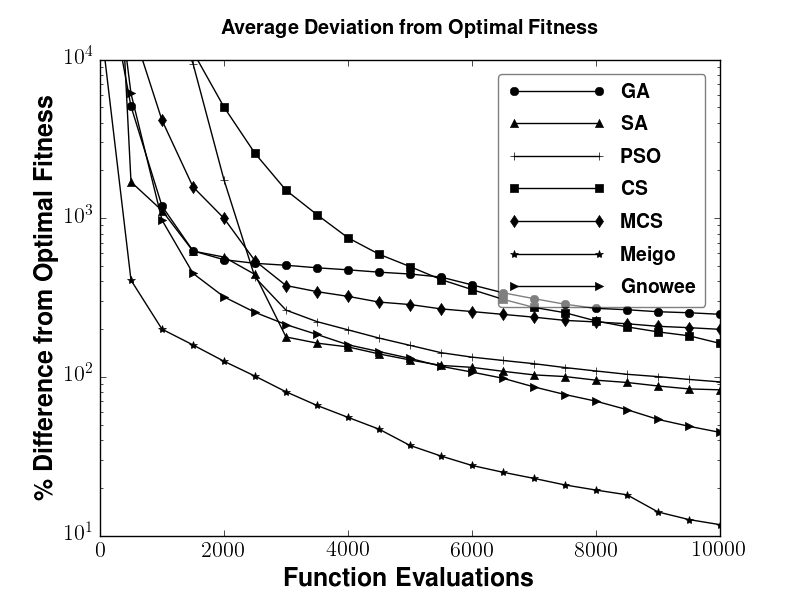 Average Deviation from Optimal Fitness
% Difference from Optimal Fitness
10^4
10^3
10^2
10^1
GA
SA
PSO
CS
MCS
Meigo
Gnowee
0 2000 4000 6000 8000 10000
Function Evaluations